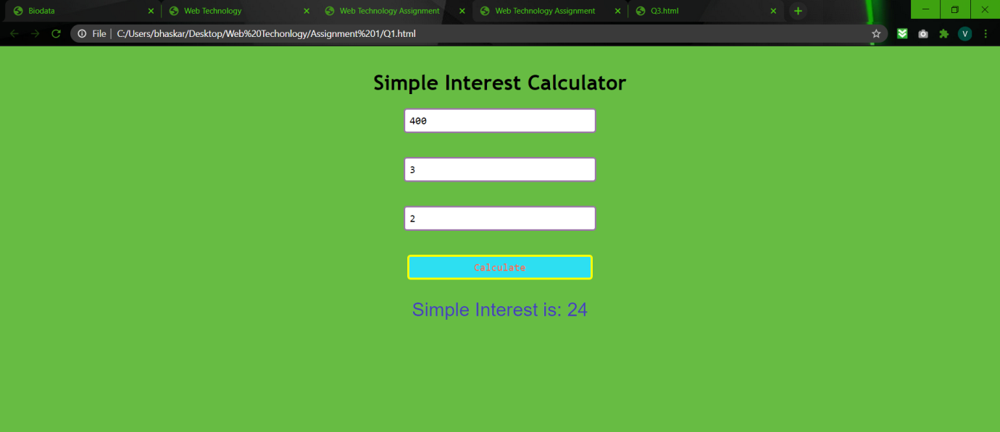 Biodata
Web Technology
Web Technology Assignment
Web Technology Assignment
Q3.html
File | C:/Users/bhaskar/Desktop/Web%20Techonlogy/Assignment%201/Q1.html
V
Simple Interest Calculator
400
3
2
Calculate
Simple Interest is: 24